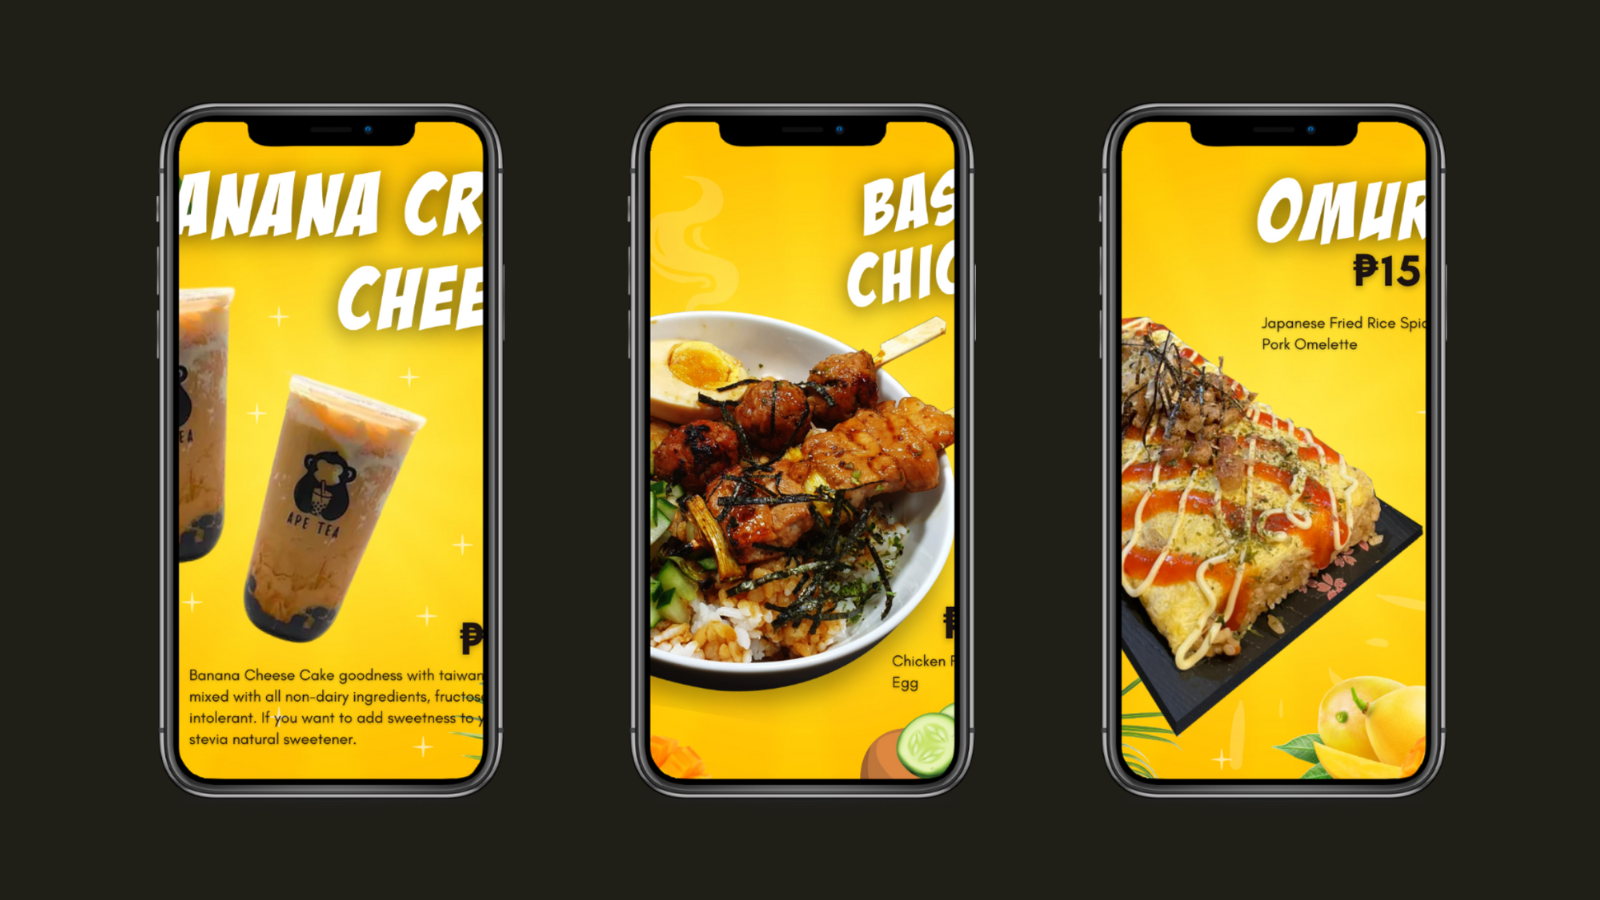 ANANA CR
CHEE
APE TEA
EA
₱
Banana Cheese Cake goodness with taiwan
mixed with all non-dairy ingredients, fructose
intolerant. If you want to add sweetness to y
stevia natural sweetener.
BAS
CHIC
₱
Chicken
Egg
OMUR
₱15
Japanese Fried Rice Spic
Pork Omelette